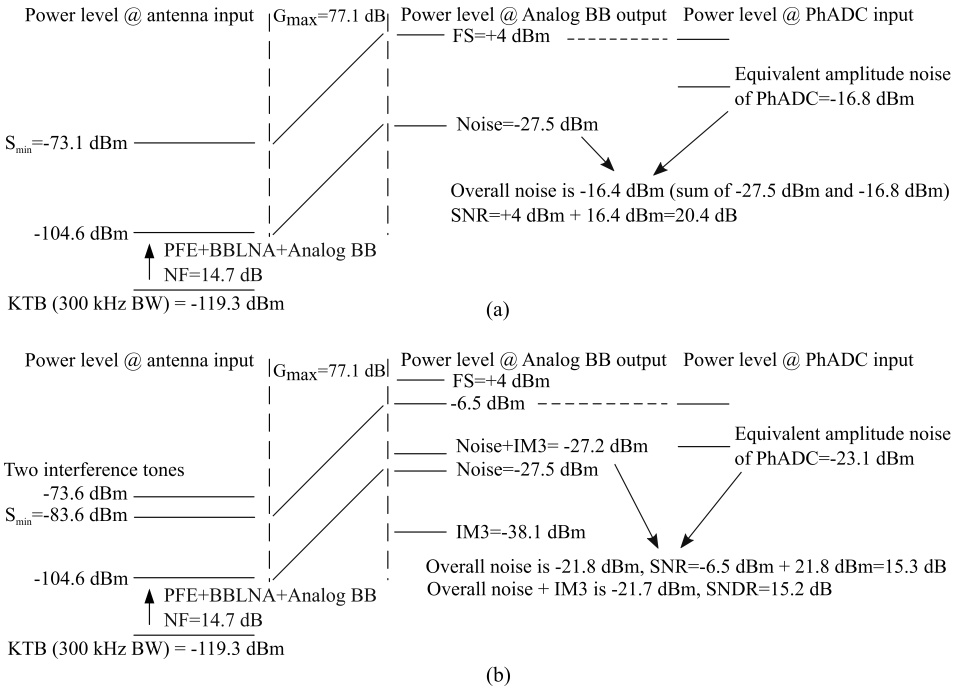 Power level @ antenna input
Gmax=77.1 dB
Power level @ Analog BB output
Power level @ PhADC input
FS=+4 dBm
Equivalent amplitude noise
of PhADC=-16.8 dBm
Smin=-73.1 dBm
Noise=-27.5 dBm
Overall noise is -16.4 dBm (sum of -27.5 dBm and -16.8 dBm)
SNR=+4 dBm + 16.4 dBm=20.4 dB
-104.6 dBm
PFE+BBLNA+Analog BB
NF=14.7 dB
KTB (300 kHz BW) = -119.3 dBm
(a)
Power level @ antenna input
Gmax=77.1 dB
Power level @ Analog BB output
Power level @ PhADC input
FS=+4 dBm
-6.5 dBm
Equivalent amplitude noise
of PhADC=-23.1 dBm
Noise+IM3= -27.2 dBm
Noise=-27.5 dBm
Two interference tones
-73.6 dBm
Smin=-83.6 dBm
IM3=-38.1 dBm
Overall noise is -21.8 dBm, SNR=-6.5 dBm + 21.8 dBm=15.3 dB
Overall noise + IM3 is -21.7 dBm, SNDR=15.2 dB
-104.6 dBm
PFE+BBLNA+Analog BB
NF=14.7 dB
KTB (300 kHz BW) = -119.3 dBm
(b)